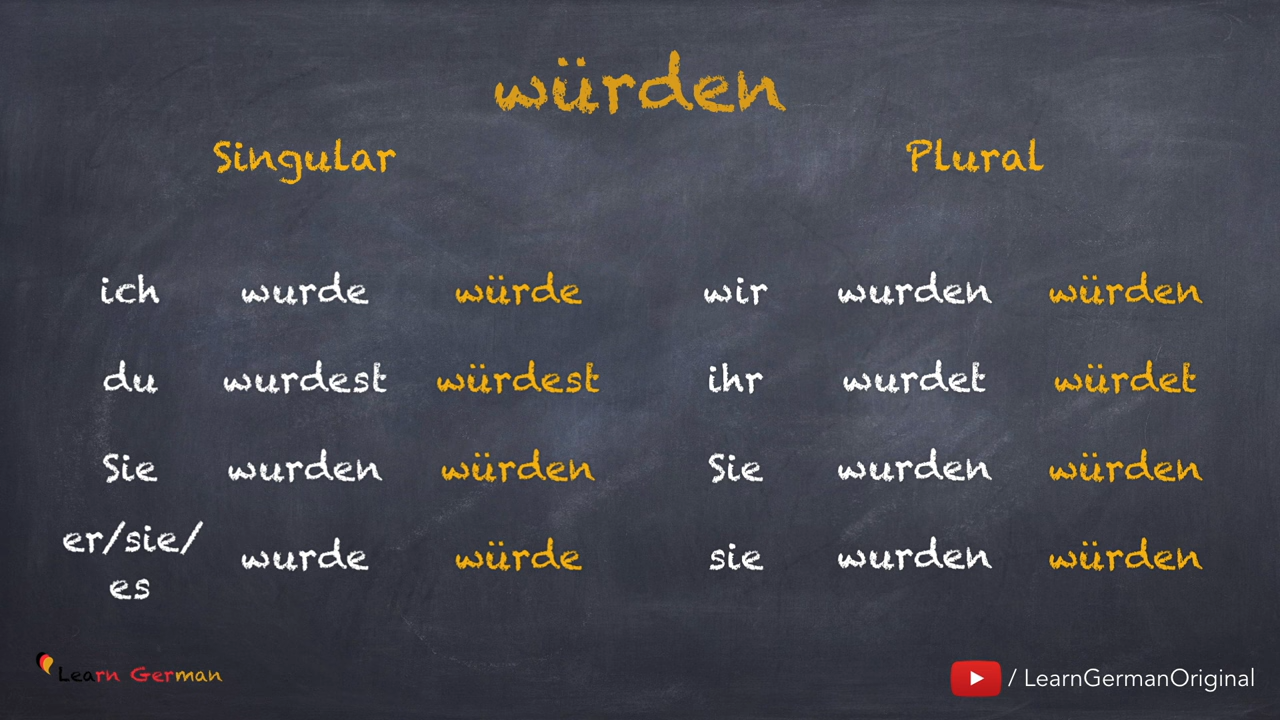 würden
Singular Plural
ich wurde würde wir wurden würden
du wurdest würdest ihr wurdet würdet
Sie wurden würden Sie wurden würden
er/sie/
es wurde würde sie wurden würden
Learn German
/ LearnGermanOriginal